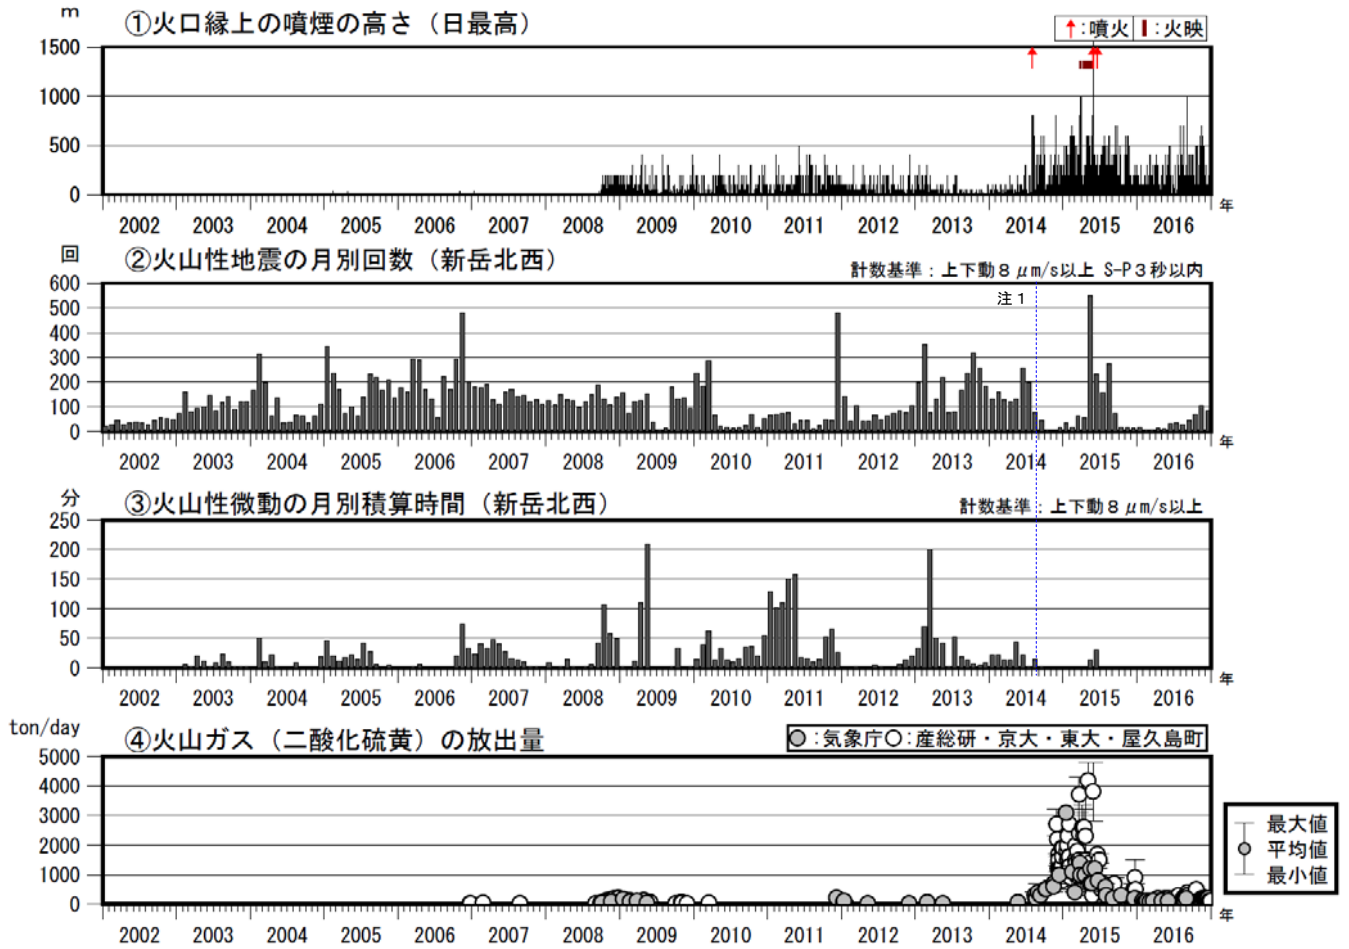 m
①火口縁上の噴煙の高さ（日最高）
↑:噴火 ❚:火映
1500
1000
500
0
2002 2003 2004 2005 2006 2007 2008 2009 2010 2011 2012 2013 2014 2015 2016 年
回
②火山性地震の月別回数（新岳北西）
計数基準：上下動８μm/s以上 S-P３秒以内
注１
600
500
400
300
200
100
0
2002 2003 2004 2005 2006 2007 2008 2009 2010 2011 2012 2013 2014 2015 2016 年
分
③火山性微動の月別積算時間（新岳北西）
計数基準：上下動８μm/s以上
250
200
150
100
50
0
2002 2003 2004 2005 2006 2007 2008 2009 2010 2011 2012 2013 2014 2015 2016 年
ton/day
④火山ガス（二酸化硫黄）の放出量
:気象庁 :産総研・京大・東大・屋久島町
5000
4000
3000
2000
1000
0
2002 2003 2004 2005 2006 2007 2008 2009 2010 2011 2012 2013 2014 2015 2016 年
最大値
平均値
最小値